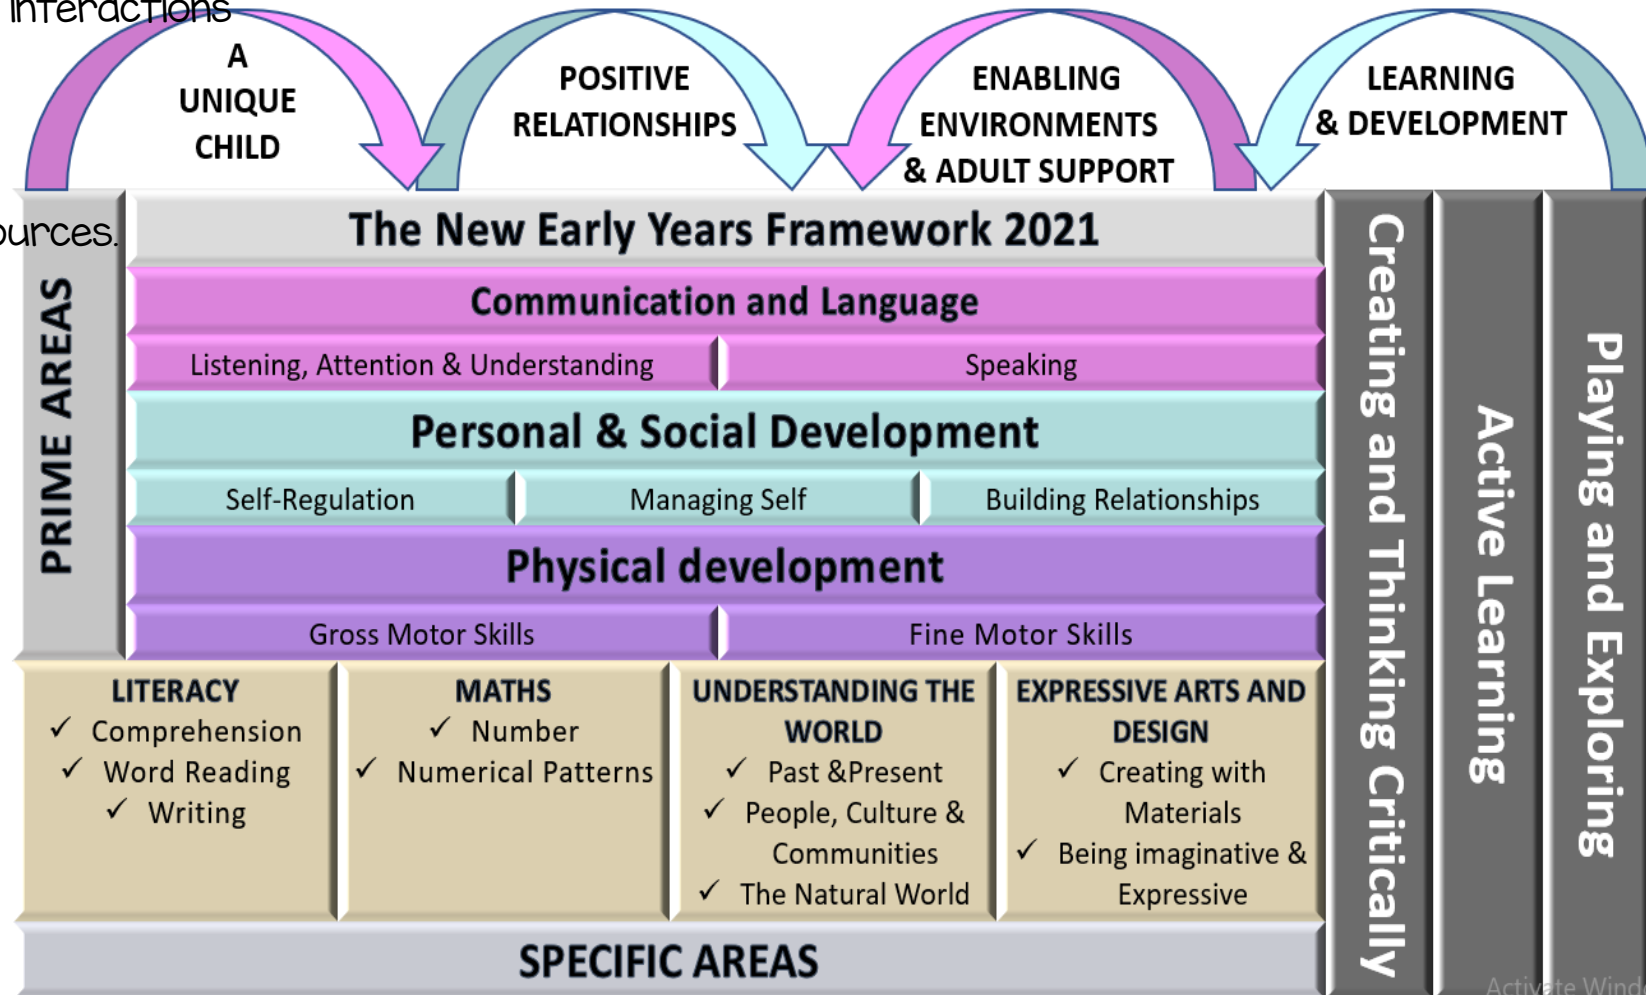 interactions
A
UNIQUE
CHILD
POSITIVE
RELATIONSHIPS
ENABLING
ENVIRONMENTS
& ADULT SUPPORT
LEARNING
& DEVELOPMENT
ources.
PRIME AREAS
The New Early Years Framework 2021
Communication and Language
Listening, Attention & Understanding
Speaking
Personal & Social Development
Self-Regulation
Managing Self
Building Relationships
Physical development
Gross Motor Skills
Fine Motor Skills
LITERACY
✓ Comprehension
✓ Word Reading
✓ Writing
MATHS
✓ Number
✓ Numerical Patterns
UNDERSTANDING THE
WORLD
✓ Past &Present
✓ People, Culture &
Communities
✓ The Natural World
EXPRESSIVE ARTS AND
DESIGN
✓ Creating with
Materials
✓ Being imaginative &
Expressive
SPECIFIC AREAS
Creating and Thinking Critically
Active Learning
Playing and Exploring
Activate Wind